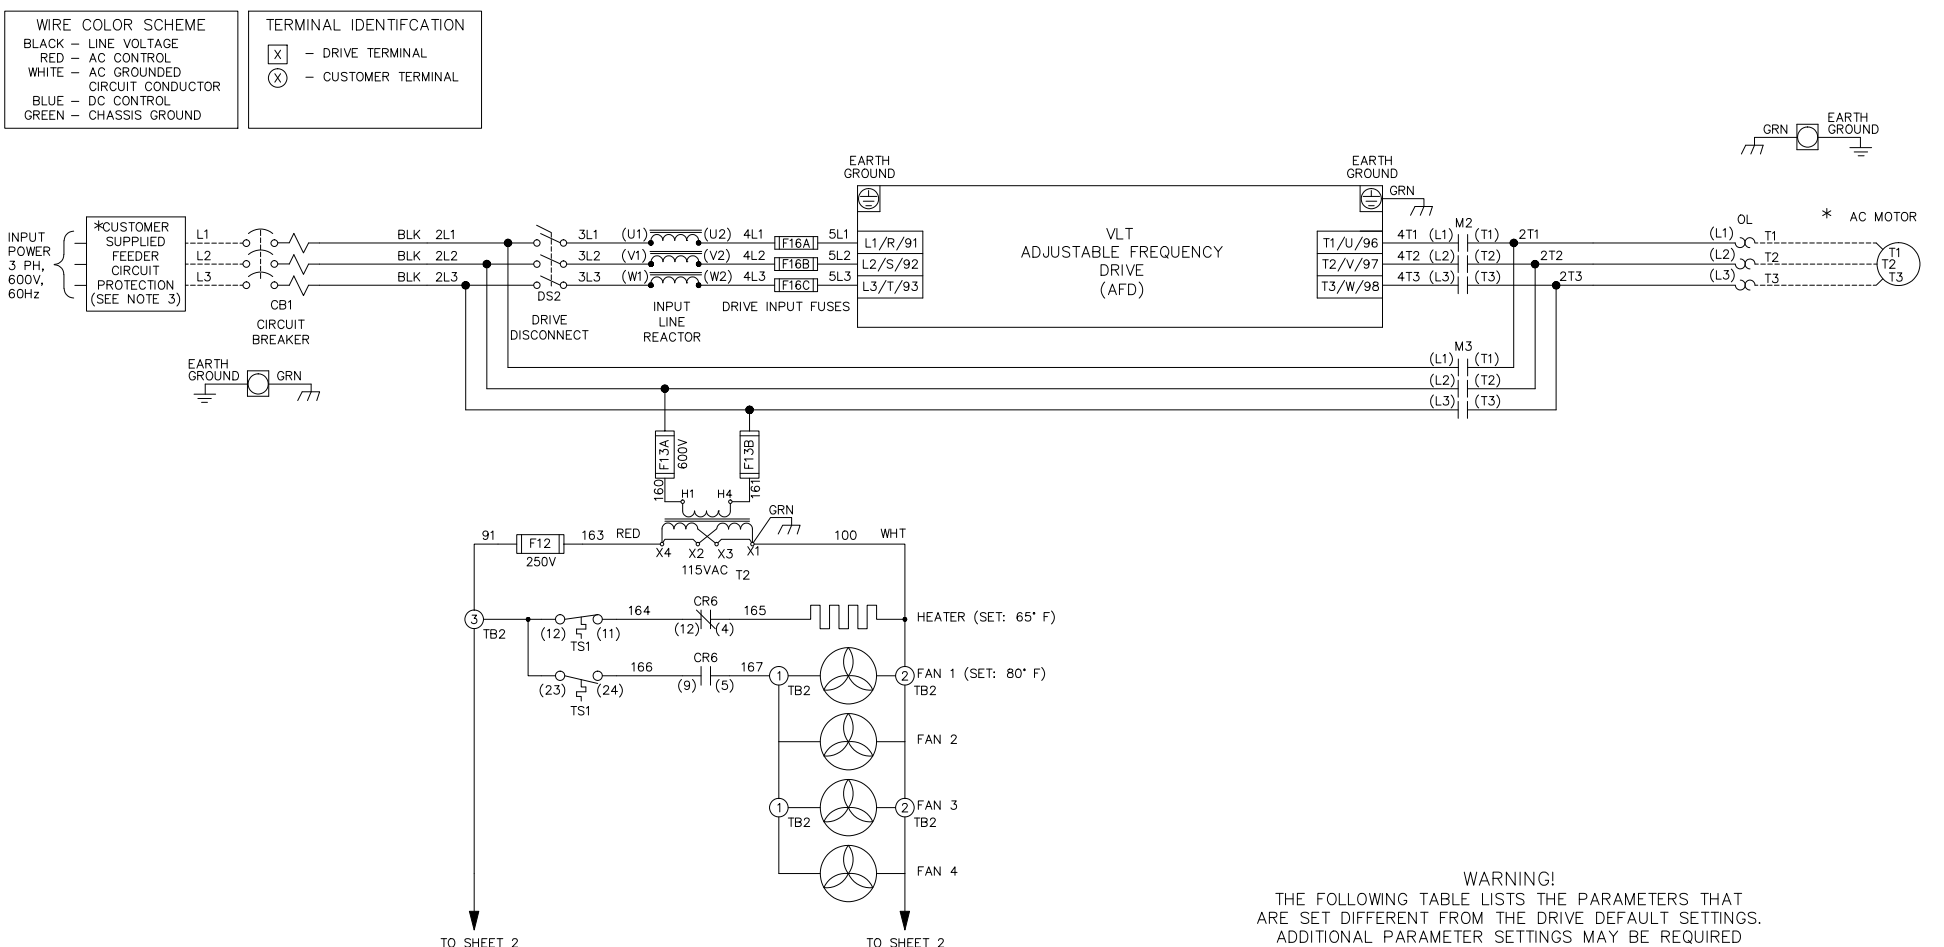 WIRE COLOR SCHEME
BLACK – LINE VOLTAGE
RED – AC CONTROL
WHITE – AC GROUNDED
CIRCUIT CONDUCTOR
BLUE – DC CONTROL
GREEN – CHASSIS GROUND
TERMINAL IDENTIFCATION
X – DRIVE TERMINAL
X – CUSTOMER TERMINAL
GRN
EARTH
GROUND
INPUT
POWER
3 PH,
600V,
60Hz
*CUSTOMER
SUPPLIED
FEEDER
CIRCUIT
PROTECTION
(SEE NOTE 3)
L1
L2
L3
CB1
CIRCUIT
BREAKER
BLK 2L1
BLK 2L2
BLK 2L3
DS2
DRIVE
DISCONNECT
3L1 (U1) (U2) 4L1
3L2 (V1) (V2) 4L2
3L3 (W1) (W2) 4L3
INPUT
LINE
REACTOR
F16A 5L1
F16B 5L2
F16C 5L3
DRIVE INPUT FUSES
EARTH
GROUND
L1/R/91
L2/S/92
L3/T/93
VLT
ADJUSTABLE FREQUENCY
DRIVE
(AFD)
EARTH
GROUND
GRN
T1/U/96
T2/V/97
T3/W/98
M2
4T1 (L1) (T1) 2T1
4T2 (L2) (T2) 2T2
4T3 (L3) (T3) 2T3
OL
(L1) T1
(L2) T2
(L3) T3
* AC MOTOR
T1
T2
T3
M3
(L1) (T1)
(L2) (T2)
(L3) (T3)
EARTH
GROUND GRN
F13A
600V
F13B
160
161
H1 H4
GRN
91 F12 163 RED
250V
X4 X2 X3 X1
100 WHT
115VAC T2
3
TB2
(12) (11)
TS1
164
CR6
(12) (4)
165
HEATER (SET: 65° F)
(23) (24)
TS1
166
CR6
(9) (5)
167
1
TB2
2
TB2
FAN 1 (SET: 80° F)
FAN 2
1
TB2
2
TB2
FAN 3
FAN 4
TO SHEET 2
TO SHEET 2
WARNING!
THE FOLLOWING TABLE LISTS THE PARAMETERS THAT
ARE SET DIFFERENT FROM THE DRIVE DEFAULT SETTINGS.
ADDITIONAL PARAMETER SETTINGS MAY BE REQUIRED